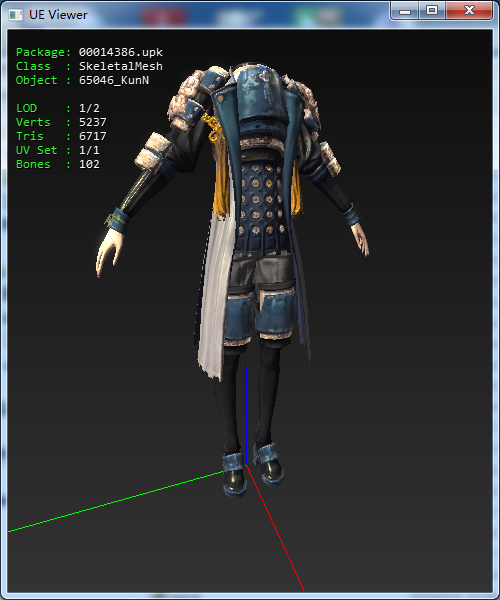 UE Viewer
Package: 00014386.upk
Class : SkeletalMesh
Object : 65046_KunN
LOD : 1/2
Verts : 5237
Tris : 6717
UV Set : 1/1
Bones : 102